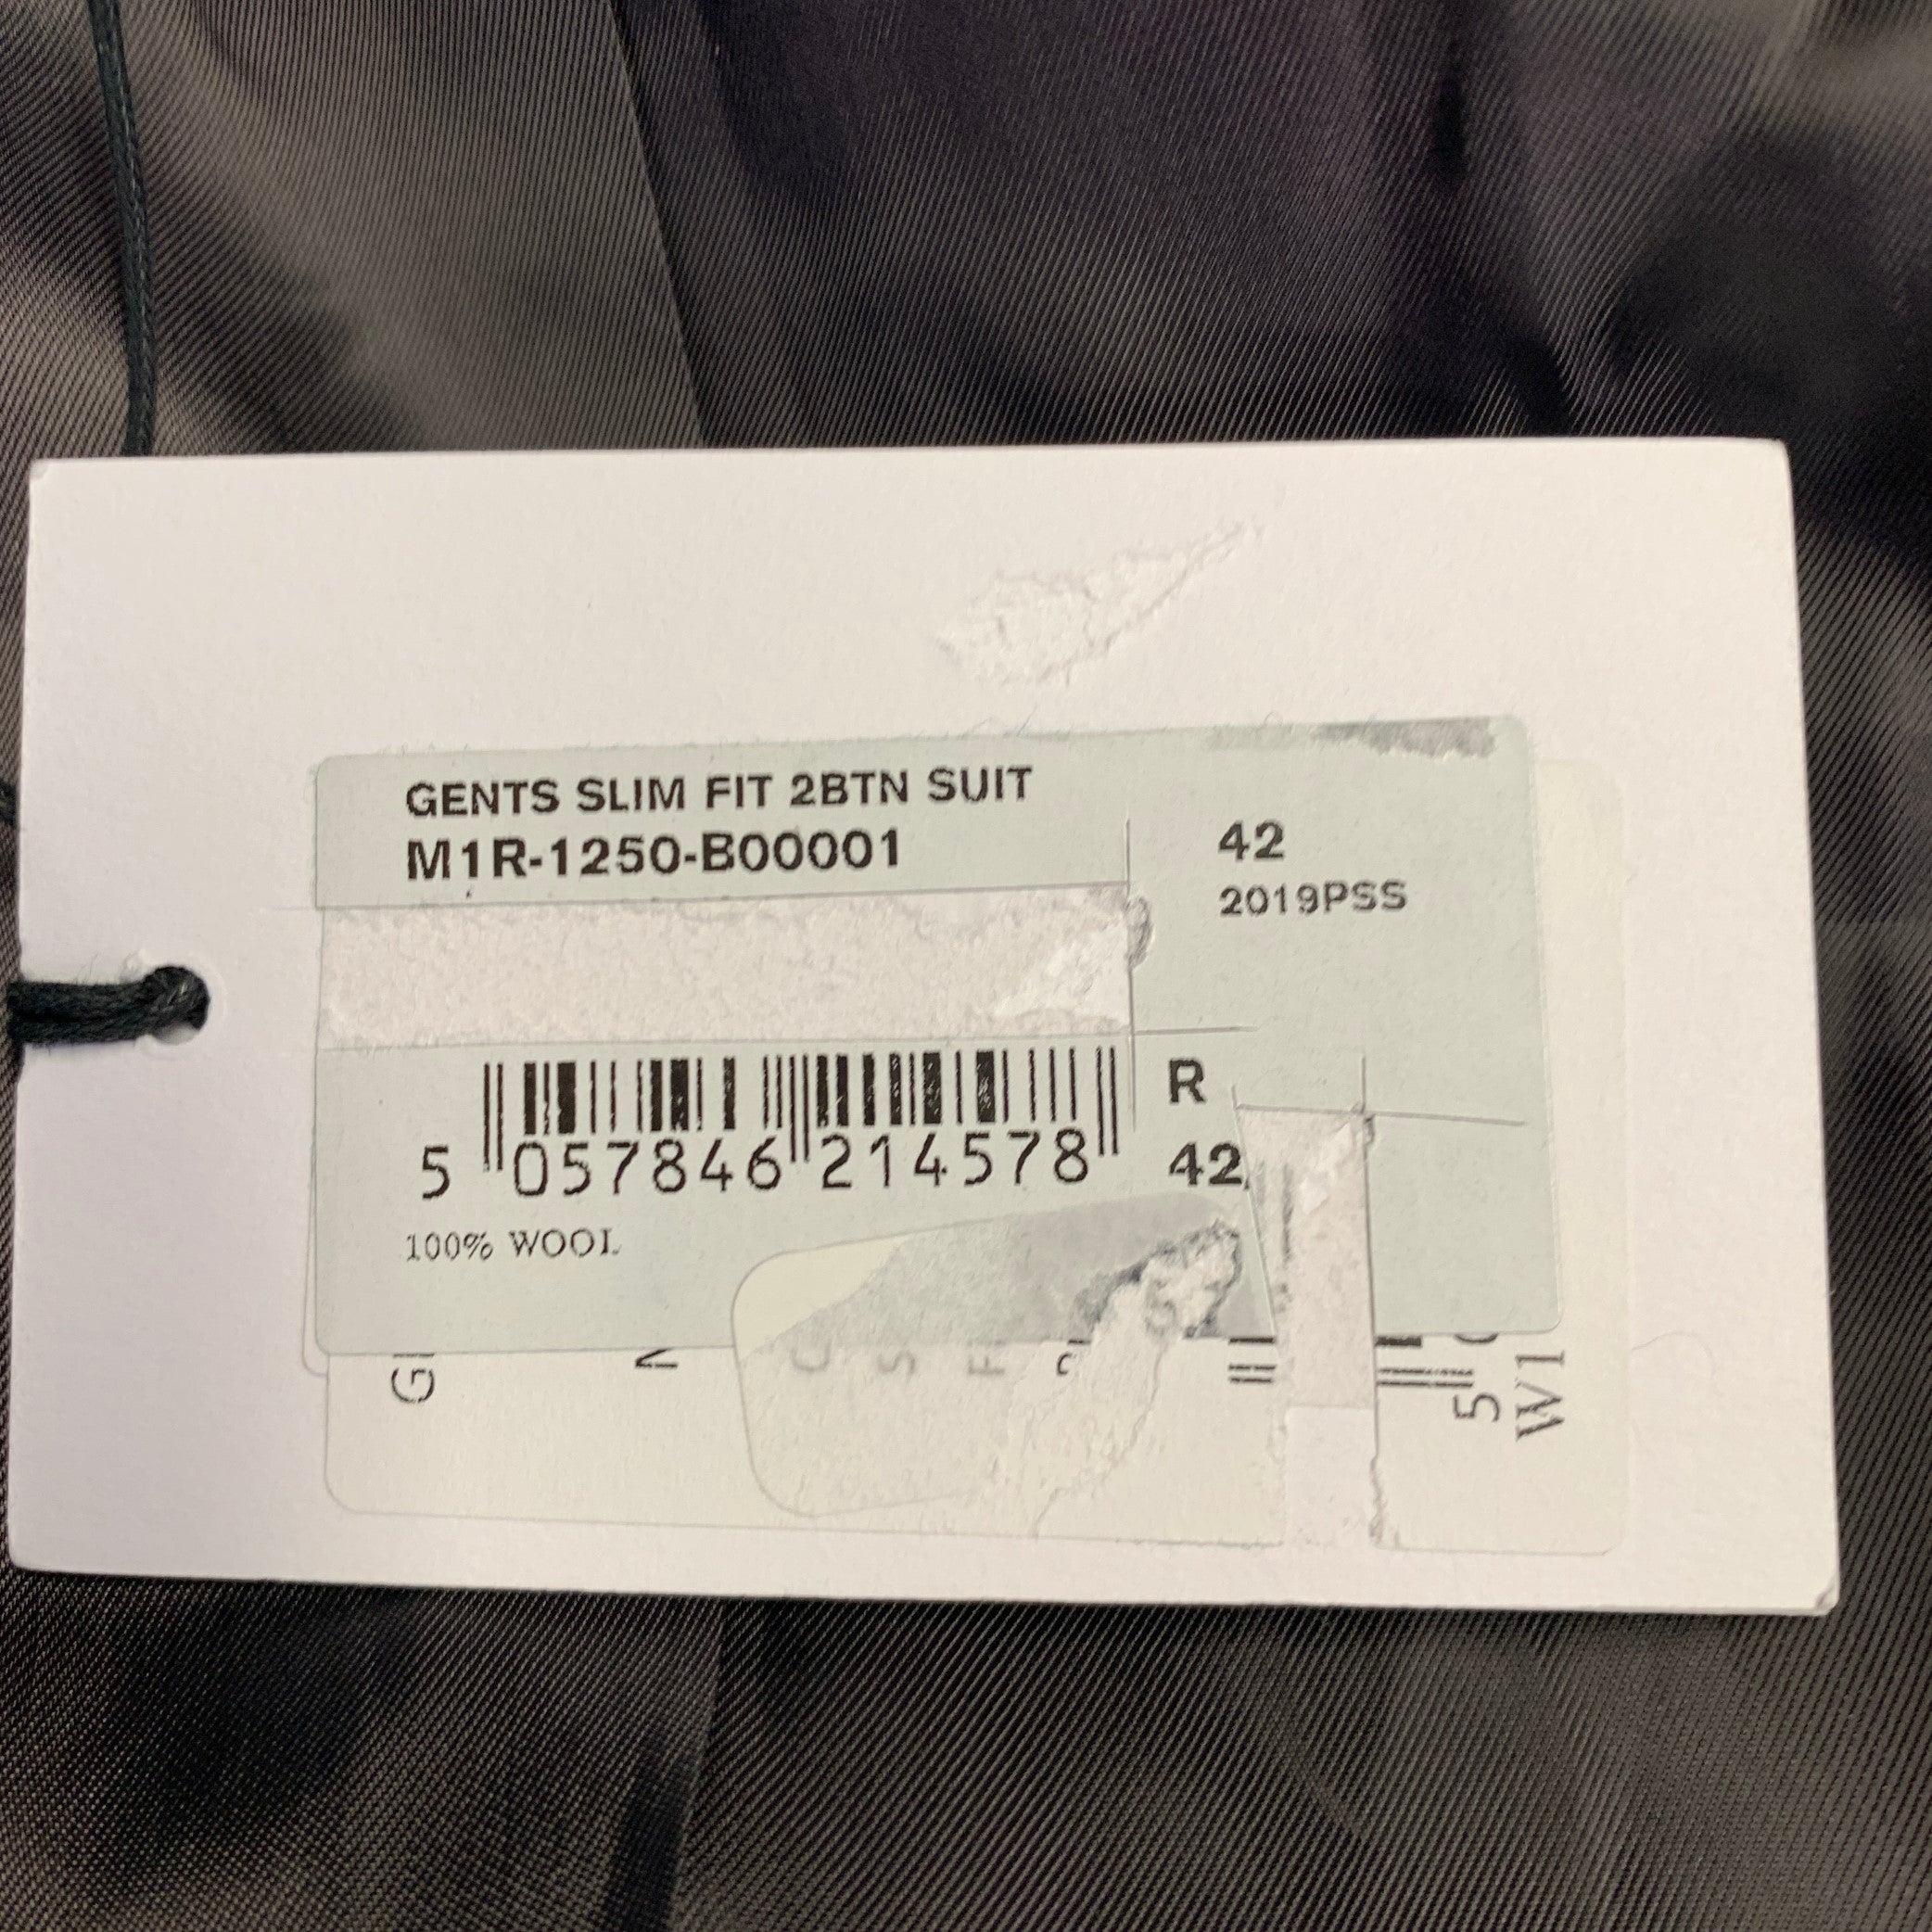 GENTS SLIM FIT 2BTN SUIT
M1R-1250-B00001
42
2019PSS
R
42
5 057846 214578
100% WOOL